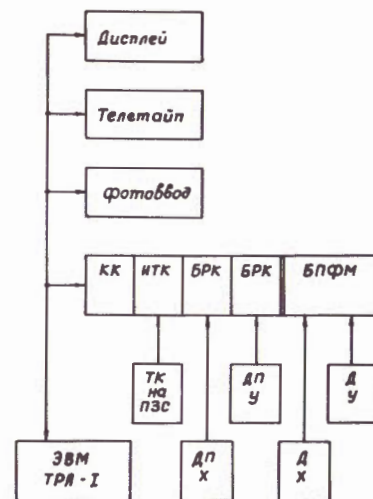 Дисплей
Телетайп
Фотоввод
КК ИТК БРК БРК БПФМ
ТК
на
ПЗС
ДП
У
Д
У
ЭВМ
ТРА-I
ДП
Х
Д
Х